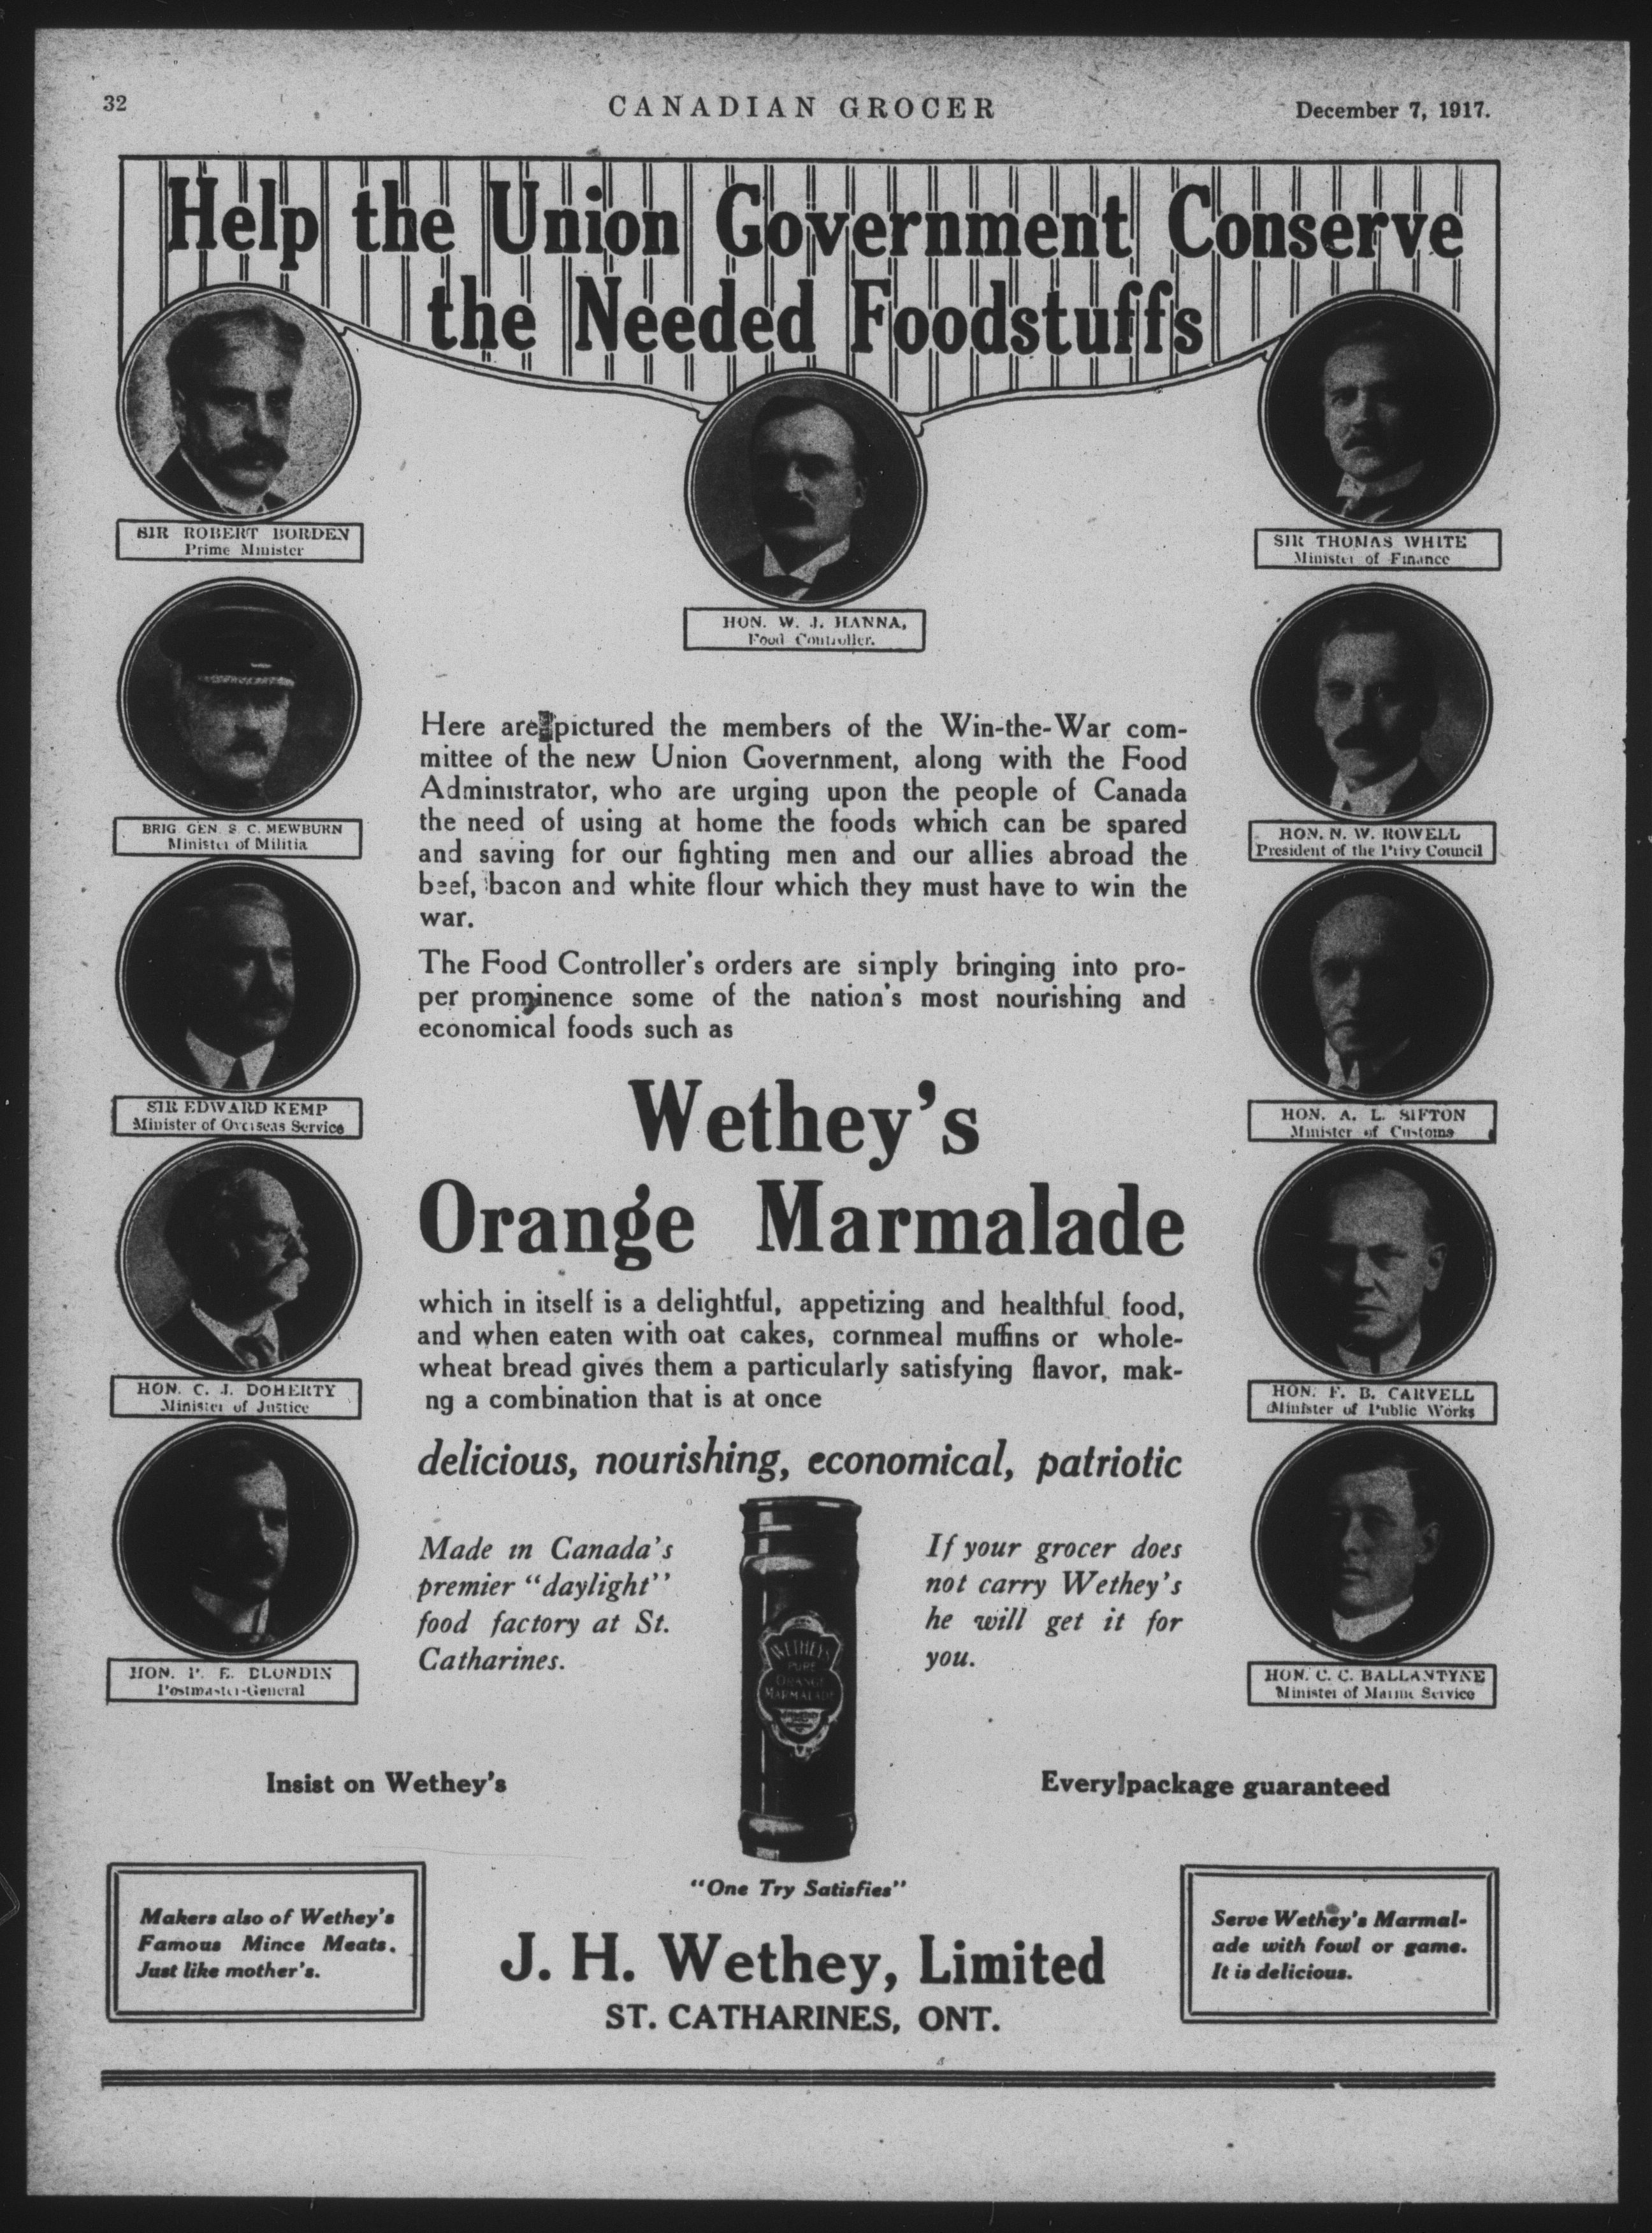 32
CANADIAN GROCER
December 7, 1917.
Help the Union Government Conserve
the Needed Foodstuffs
SIR ROBERT BORDEN
Prime Minister
HON. W. J. HANNA,
Food Controller.
SIR THOMAS WHITE
Minister of Finance
BRIG. GEN. S. C. MEWBURN
Minister of Militia
HON. N. W. ROWELL
President of the Privy Council
SIR EDWARD KEMP
Minister of Overseas Service
HON. A. L. SIFTON
Minister of Customs
HON. C. J. DOHERTY
Minister of Justice
HON. F. B. CARVELL
Minister of Public Works
HON. P. E. BLONDIN
Postmaster-General
HON. C. C. BALLANTYNE
Minister of Marine Service
Here are pictured the members of the Win-the-War com-
mittee of the new Union Government, along with the Food
Administrator, who are urging upon the people of Canada
the need of using at home the foods which can be spared
and saving for our fighting men and our allies abroad the
beef, bacon and white flour which they must have to win the
war.
The Food Controller's orders are simply bringing into pro-
per prominence some of the nation's most nourishing and
economical foods such as
Wethey's
Orange Marmalade
which in itself is a delightful, appetizing and healthful food,
and when eaten with oat cakes, cornmeal muffins or whole-
wheat bread gives them a particularly satisfying flavor, mak-
ng a combination that is at once
delicious, nourishing, economical, patriotic
Made in Canada's
premier "daylight"
food factory at St.
Catharines.
WETHEY'S
PURE
ORANGE
MARMALADE
If your grocer does
not carry Wethey's
he will get it for
you.
Insist on Wethey's
Every package guaranteed
"One Try Satisfies"
Makers also of Wethey's
Famous Mince Meats.
Just like mother's.
J. H. Wethey, Limited
ST. CATHARINES, ONT.
Serve Wethey's Marmal-
ade with fowl or game.
It is delicious.